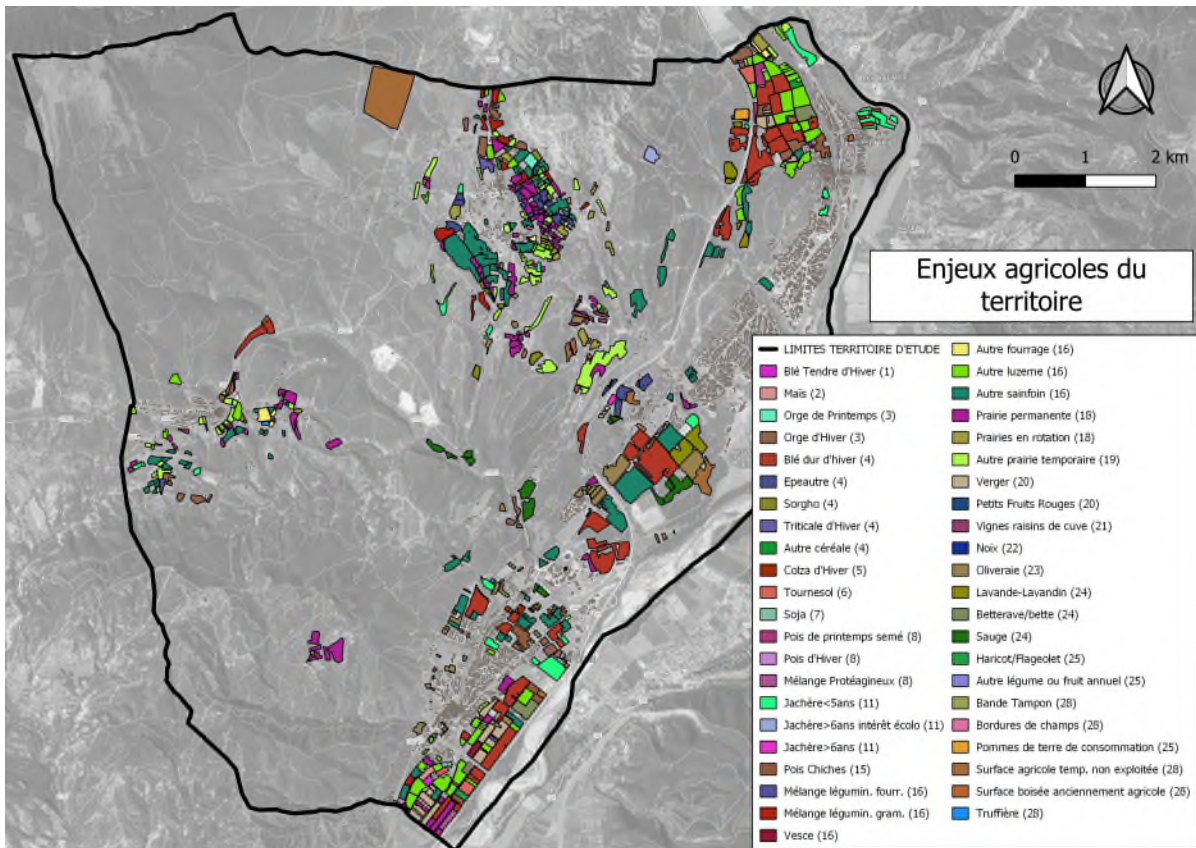 0 1 2 km
Enjeux agricoles du
territoire
LIMITES TERRITOIRE D'ETUDE
Blé Tendre d'Hiver (1)
Maïs (2)
Orge de Printemps (3)
Orge d'Hiver (3)
Blé dur d'hiver (4)
Epeautre (4)
Sorgho (4)
Triticale d'Hiver (4)
Autre céréale (4)
Colza d'Hiver (5)
Tournesol (6)
Soja (7)
Pois de printemps semé (8)
Pois d'Hiver (8)
Mélange Protéagineux (8)
Jachère<5ans (11)
Jachère>6ans intérêt écolo (11)
Jachère>6ans (11)
Pois Chiches (15)
Mélange légumin. fourr. (16)
Mélange légumin. gram. (16)
Vesce (16)
Autre fourrage (16)
Autre luzerne (16)
Autre sainfoin (16)
Prairie permanente (18)
Prairies en rotation (18)
Autre prairie temporaire (19)
Verger (20)
Petits Fruits Rouges (20)
Vignes raisins de cuve (21)
Noix (22)
Oliveraie (23)
Lavande-Lavandin (24)
Betterave/bette (24)
Sauge (24)
Haricot/Flageolet (25)
Autre légume ou fruit annuel (25)
Bande Tampon (28)
Bordures de champs (28)
Pommes de terre de consommation (25)
Surface agricole temp. non exploitée (28)
Surface boisée anciennement agricole (28)
Truffière (28)